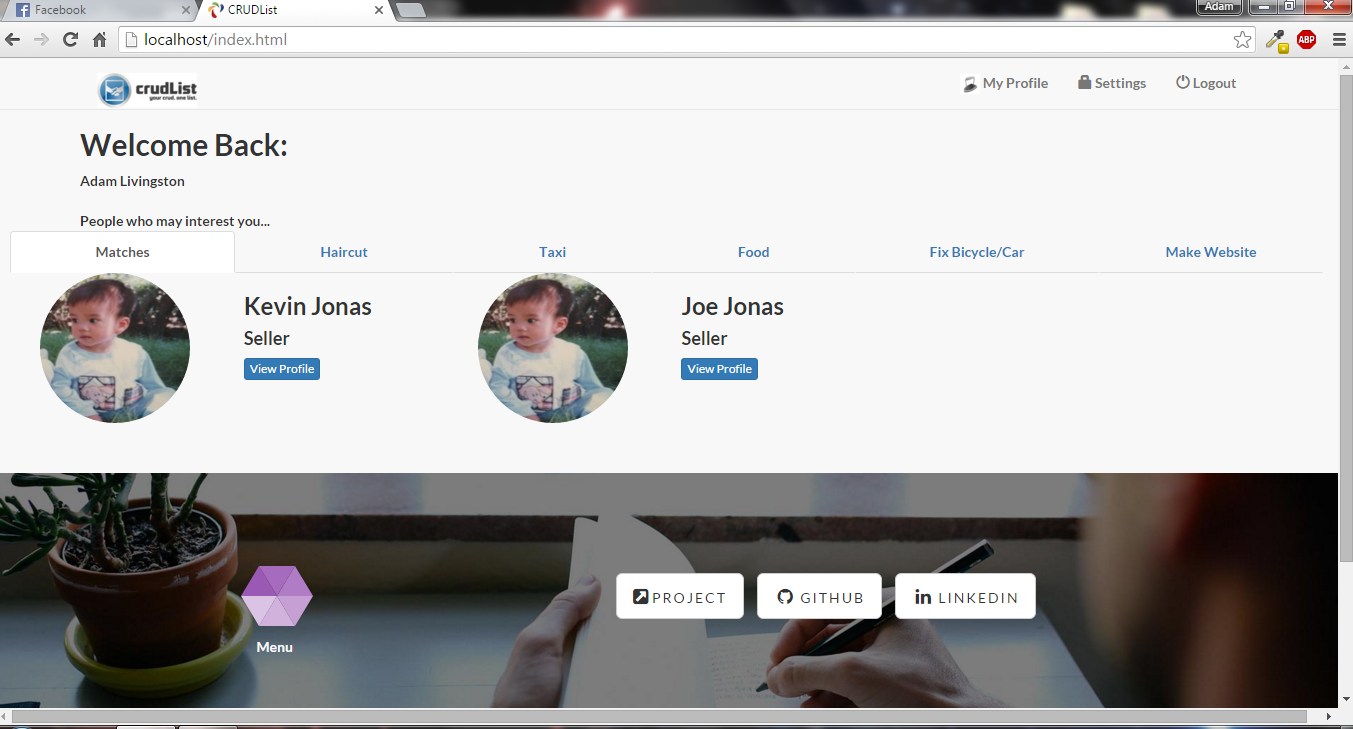 Facebook
CRUDList
Adam
localhost/index.html
ABP
crudList
your crud. one list.
My Profile
Settings
Logout
Welcome Back:
Adam Livingston
People who may interest you...
Matches
Haircut
Taxi
Food
Fix Bicycle/Car
Make Website
Kevin Jonas
Seller
View Profile
Joe Jonas
Seller
View Profile
Menu
PROJECT
GITHUB
in LINKEDIN